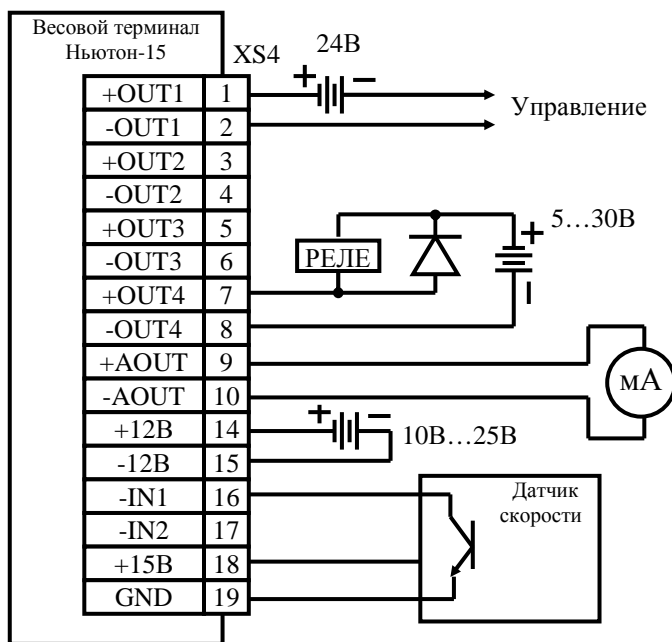 Весовой терминал
Ньютон-15
XS4
24В
+ −
+OUT1 1
-OUT1 2
Управление
+OUT2 3
-OUT2 4
+OUT3 5
-OUT3 6
+OUT4 7
-OUT4 8
РЕЛЕ
+ 5…30В
−
+AOUT 9
-AOUT 10
мА
+12В 14
-12В 15
+ −
10В…25В
-IN1 16
-IN2 17
+15В 18
GND 19
Датчик
скорости